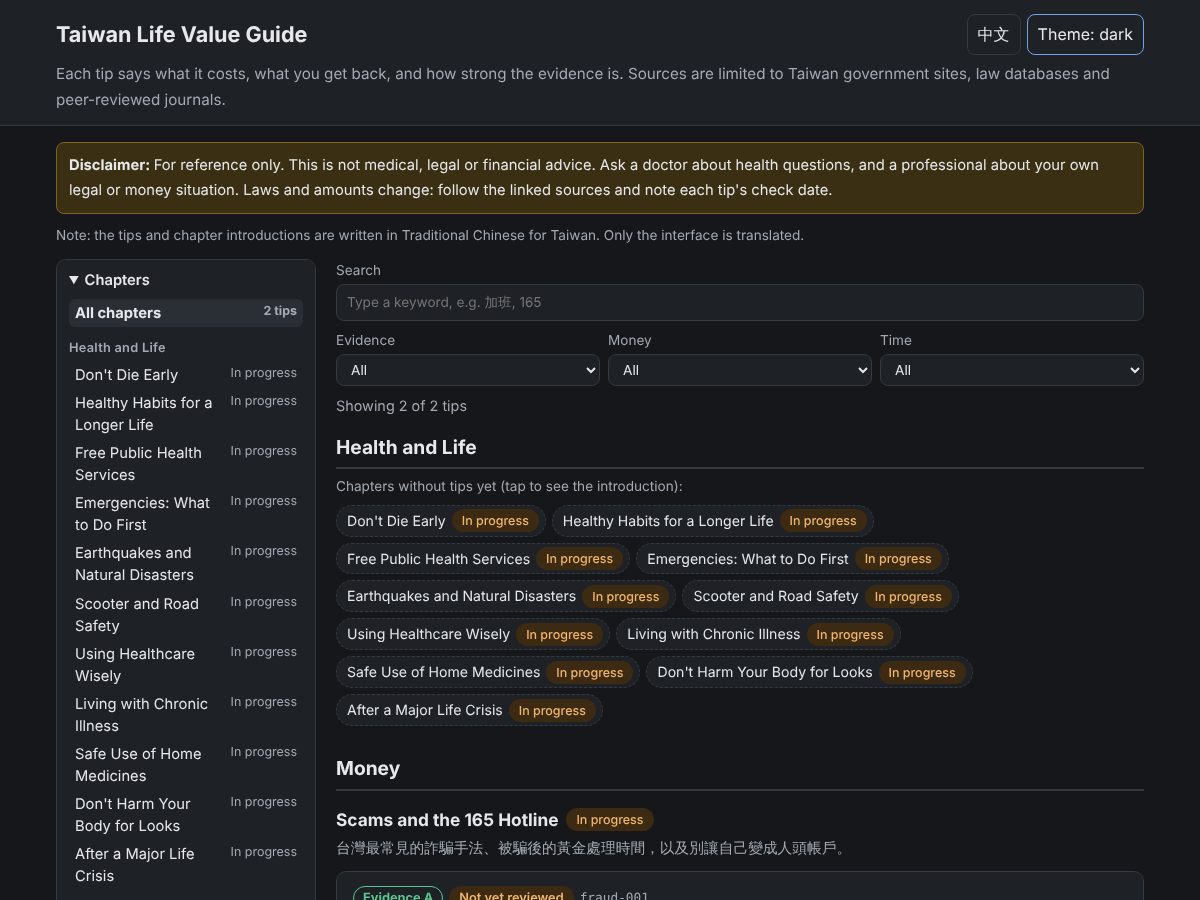 Taiwan Life Value Guide
中文
Theme: dark
Each tip says what it costs, what you get back, and how strong the evidence is. Sources are limited to Taiwan government sites, law databases and
peer-reviewed journals.
Disclaimer: For reference only. This is not medical, legal or financial advice. Ask a doctor about health questions, and a professional about your own
legal or money situation. Laws and amounts change: follow the linked sources and note each tip's check date.
Note: the tips and chapter introductions are written in Traditional Chinese for Taiwan. Only the interface is translated.
▼ Chapters
All chapters 2 tips
Health and Life
Don't Die Early In progress
Healthy Habits for a In progress
Longer Life
Free Public Health In progress
Services
Emergencies: What In progress
to Do First
Earthquakes and In progress
Natural Disasters
Scooter and Road In progress
Safety
Using Healthcare In progress
Wisely
Living with Chronic In progress
Illness
Safe Use of Home In progress
Medicines
Don't Harm Your In progress
Body for Looks
After a Major Life In progress
Crisis
Search
Type a keyword, e.g. 加班, 165
Evidence Money Time
All All All
Showing 2 of 2 tips
Health and Life
Chapters without tips yet (tap to see the introduction):
Don't Die Early In progress Healthy Habits for a Longer Life In progress
Free Public Health Services In progress Emergencies: What to Do First In progress
Earthquakes and Natural Disasters In progress Scooter and Road Safety In progress
Using Healthcare Wisely In progress Living with Chronic Illness In progress
Safe Use of Home Medicines In progress Don't Harm Your Body for Looks In progress
After a Major Life Crisis In progress
Money
Scams and the 165 Hotline In progress
台灣最常見的詐騙手法、被騙後的黃金處理時間，以及別讓自己變成人頭帳戶。
Evidence A Not yet reviewed fraud-001